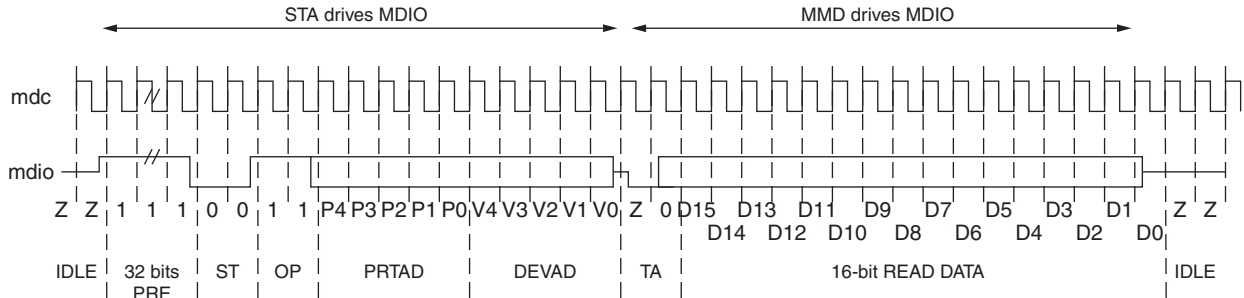 STA drives MDIO MMD drives MDIO
mdc
mdio
Z Z 1 1 1 0 0 1 1 P4 P3 P2 P1 P0 V4 V3 V2 V1 V0 Z 0 D15 D13 D11 D9 D7 D5 D3 D1 Z Z
D14 D12 D10 D8 D6 D4 D2 D0
IDLE 32 bits ST OP PRTAD DEVAD TA 16-bit READ DATA IDLE
PRE